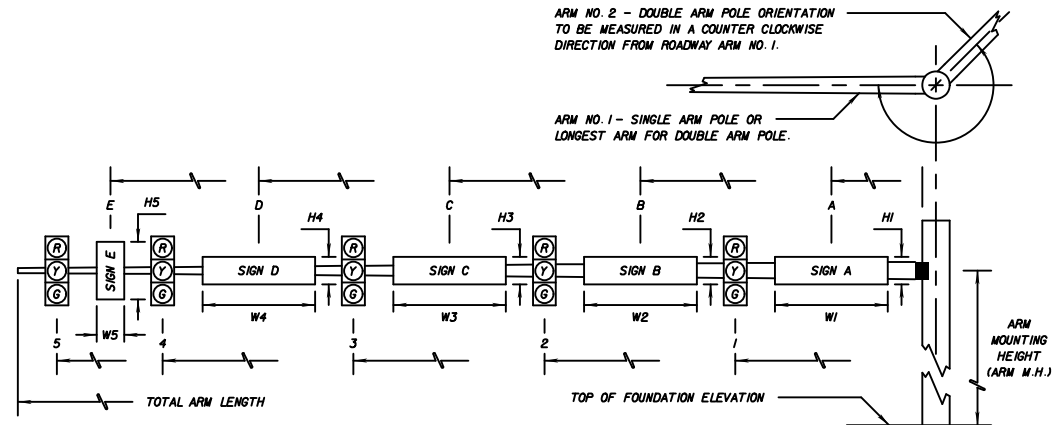 ARM NO. 2 - DOUBLE ARM POLE ORIENTATION
TO BE MEASURED IN A COUNTER CLOCKWISE
DIRECTION FROM ROADWAY ARM NO. 1.
ARM NO. 1 - SINGLE ARM POLE OR
LONGEST ARM FOR DOUBLE ARM POLE.
E D C B A
H5 H4 H3 H2 H1
R R R R R
Y SIGN E Y SIGN D Y SIGN C Y SIGN B Y SIGN A
G G G G G
W5 W4 W3 W2 W1
5 4 3 2 1
ARM
MOUNTING
HEIGHT
(ARM M.H.)
TOTAL ARM LENGTH
TOP OF FOUNDATION ELEVATION